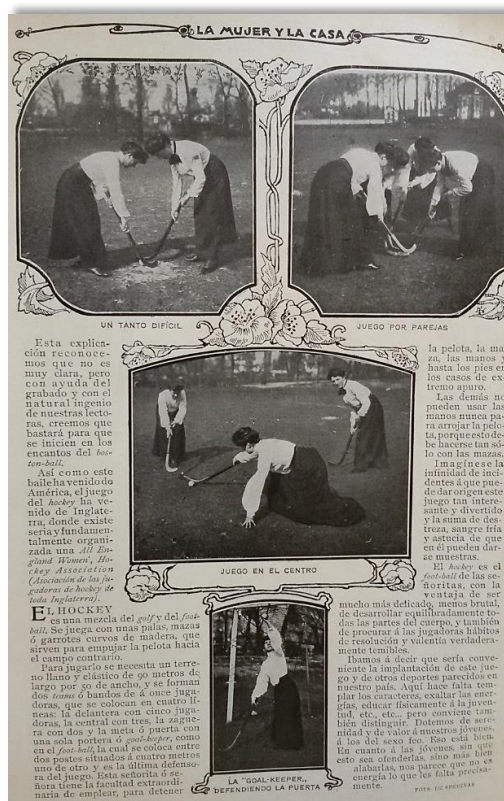 LA MUJER Y LA CASA
UN TANTO DIFÍCIL
JUEGO POR PAREJAS
Esta explica-
ción reconoce-
mos que no es
muy clara, pero
con ayuda del
grabado y con el
natural ingenio
de nuestras lecto-
ras, creemos que
bastará para que
se inicien en los
encantos del bos-
ton-ball.
Así como este
baile ha venido de
América, el juego
del hockey ha ve-
nido de Inglate-
rra, donde existe
seria y fundamen-
talmente organi-
zada una All En-
gland Women', Ho-
ckey Association
(Asociación de las ju-
gadoras de hockey de
toda Inglaterra).
EL HOCKEY
es una mezcla del golf y del foot-
ball. Se juega con unas palas, mazas
ó garrotes curvos de madera, que
sirven para empujar la pelota hacia
el campo contrario.
Para jugarlo se necesita un terre-
no llano y elástico de 90 metros de
largo por 50 de ancho, y se forman
dos teams ó bandos de á once juga-
doras, que se colocan en cuatro lí-
neas: la delantera con cinco juga-
doras, la central con tres, la zague-
ra con dos y la meta ó puerta con
una sola portera ó goal-keeper, como
en el foot-ball, la cual se coloca entre
dos postes situados á cuatro metros
uno de otro y es la última defenso-
ra del juego. Esta señorita ó se-
ñora tiene la facultad extraordi-
naria de emplear, para detener
JUEGO EN EL CENTRO
LA "GOAL-KEEPER„
DEFENDIENDO LA PUERTA
la pelota, la ma
za, las manos y
hasta los pies en
los casos de ex
tremo apuro.
Las demás no
pueden usar las
manos nunca pa-
ra arrojar la pelo-
ta, porque esto de-
be hacerse tan só-
lo con las mazas.
Imagínese la
infinidad de inci-
dentes á que pue-
de dar origen este
juego tan intere-
sante y divertido
y la suma de des-
treza, sangre fría
y astucia de que
en él pueden dar-
ae nuestras.
El hockey es el
foot-ball de las se-
ñoritas, con la
ventaja de ser
mucho más dedicado, menos brutal,
de desarrollar equilibradamente to-
das las partes del cuerpo, y también
de procurar á las jugadoras hábitos
de resolución y valentía verdadera-
mente temibles.
Íbamos á decir que sería conve-
niente la implantación de este jue-
go y de otros deportes parecidos en
nuestro país. Aquí hace falta tem-
plar los caracteres, exaltar las ener-
gías, educar físicamente á la juven-
tud, etc., etc... pero conviene tam-
bién distinguir. Dotemos de sere-
nidad y de valor á nuestros jóvenes,
á los del sexo feo. Eso está bien.
En cuanto á las jóvenes, sin que
esto sea ofenderlas, sino más bien
alabarlas, nos parece que no es
energía lo que les falta precisa-
mente.
FOTS. DE